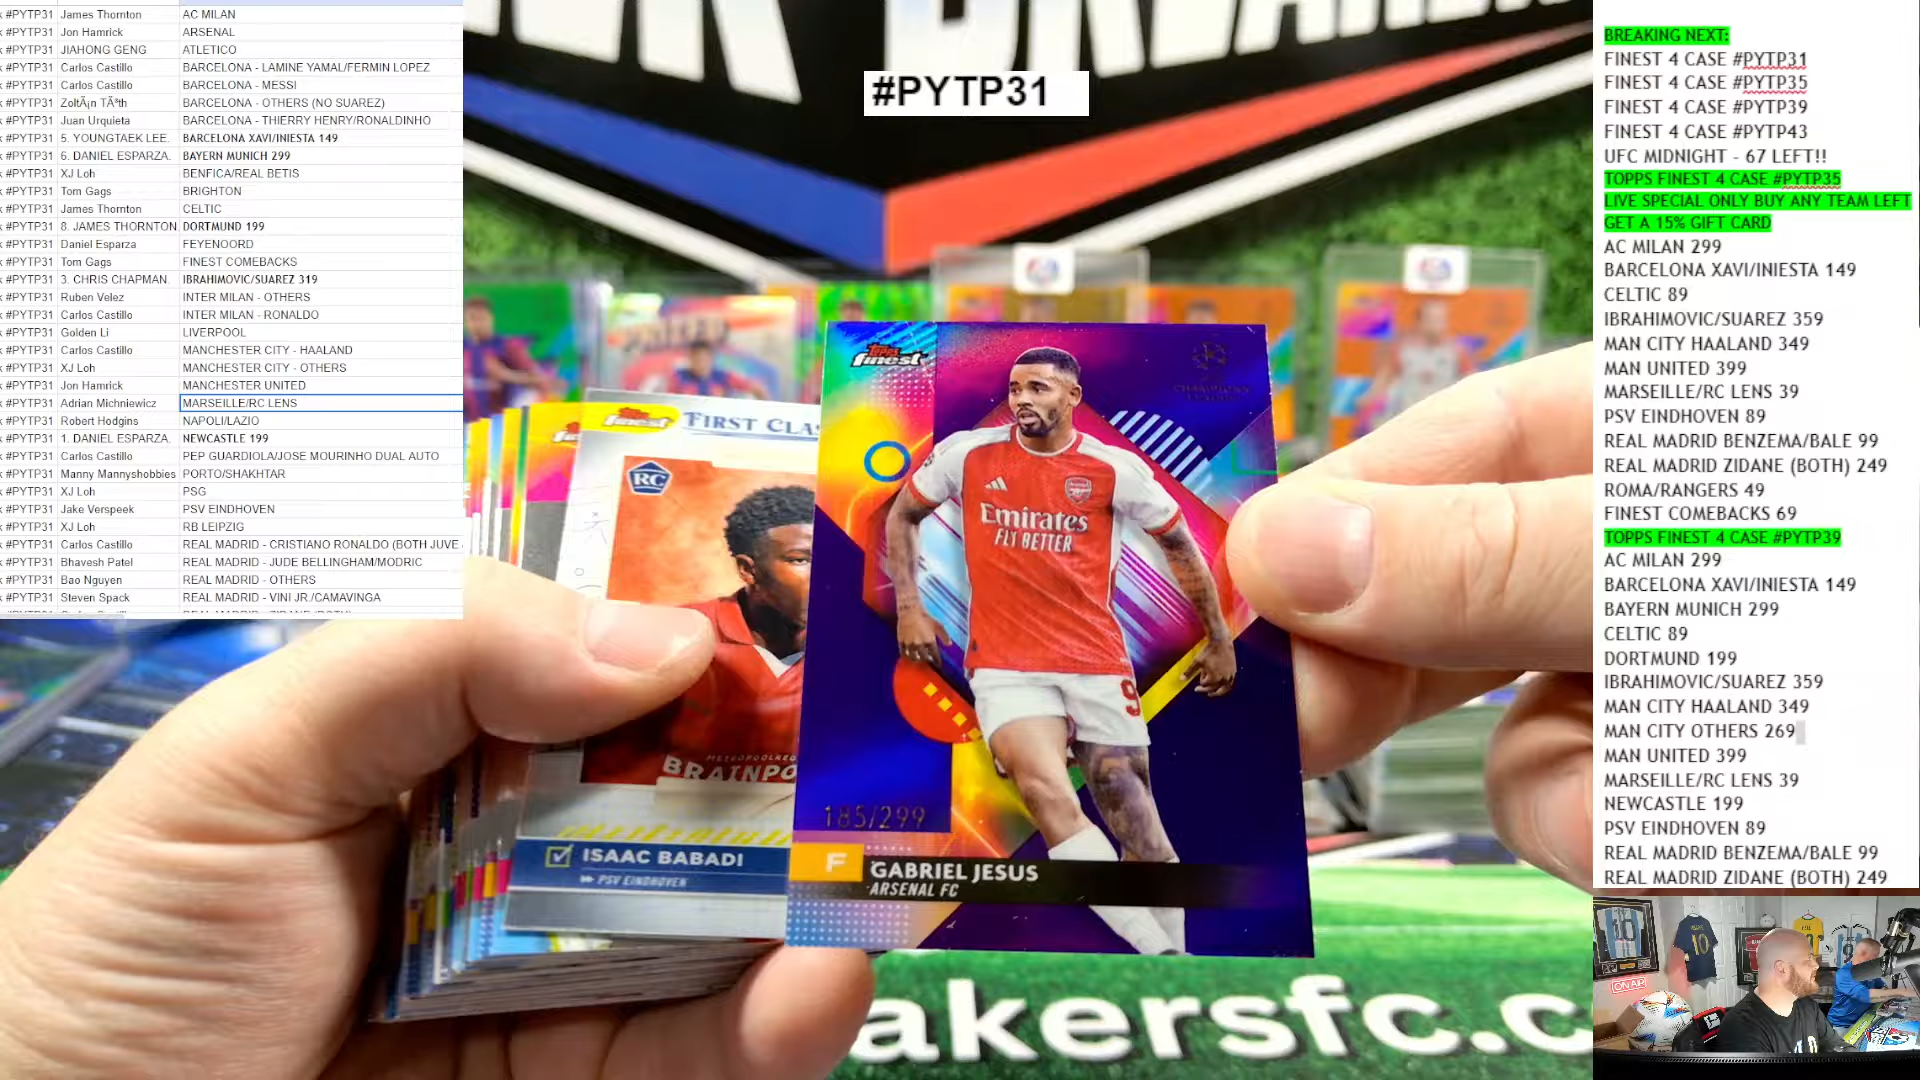 k #PYTP31 James Thornton AC MILAN
k #PYTP31 Jon Hamrick ARSENAL
k #PYTP31 JIAHONG GENG ATLETICO
k #PYTP31 Carlos Castillo BARCELONA - LAMINE YAMAL/FERMIN LOPEZ
k #PYTP31 Carlos Castillo BARCELONA - MESSI
k #PYTP31 ZoltÃ¡n TÃ³th BARCELONA - OTHERS (NO SUAREZ)
k #PYTP31 Juan Urquieta BARCELONA - THIERRY HENRY/RONALDINHO
k #PYTP31 5. YOUNGTAEK LEE. BARCELONA XAVI/INIESTA 149
k #PYTP31 6. DANIEL ESPARZA. BAYERN MUNICH 299
k #PYTP31 XJ Loh BENFICA/REAL BETIS
k #PYTP31 Tom Gags BRIGHTON
k #PYTP31 James Thornton CELTIC
k #PYTP31 8. JAMES THORNTON. DORTMUND 199
k #PYTP31 Daniel Esparza FEYENOORD
k #PYTP31 Tom Gags FINEST COMEBACKS
k #PYTP31 3. CHRIS CHAPMAN. IBRAHIMOVIC/SUAREZ 319
k #PYTP31 Ruben Velez INTER MILAN - OTHERS
k #PYTP31 Carlos Castillo INTER MILAN - RONALDO
k #PYTP31 Golden Li LIVERPOOL
k #PYTP31 Carlos Castillo MANCHESTER CITY - HAALAND
k #PYTP31 XJ Loh MANCHESTER CITY - OTHERS
k #PYTP31 Jon Hamrick MANCHESTER UNITED
k #PYTP31 Adrian Michniewicz MARSEILLE/RC LENS
k #PYTP31 Robert Hodgins NAPOLI/LAZIO
k #PYTP31 1. DANIEL ESPARZA. NEWCASTLE 199
k #PYTP31 Carlos Castillo PEP GUARDIOLA/JOSE MOURINHO DUAL AUTO
k #PYTP31 Manny Mannyshobbies PORTO/SHAKHTAR
k #PYTP31 XJ Loh PSG
k #PYTP31 Jake Verspeek PSV EINDHOVEN
k #PYTP31 XJ Loh RB LEIPZIG
k #PYTP31 Carlos Castillo REAL MADRID - CRISTIANO RONALDO (BOTH JUVE
k #PYTP31 Bhavesh Patel REAL MADRID - JUDE BELLINGHAM/MODRIC
k #PYTP31 Bao Nguyen REAL MADRID - OTHERS
k #PYTP31 Steven Spack REAL MADRID - VINI JR./CAMAVINGA
#PYTP31
Topps finest
CHAMPIONS LEAGUE
Emirates
FLY BETTER
9
185/299
F GABRIEL JESUS
ARSENAL FC
finest FIRST CLA
RC
BRAINPO
ISAAC BABADI
PSV EINDHOVEN
akersfc.c
BREAKING NEXT:
FINEST 4 CASE #PYTP31
FINEST 4 CASE #PYTP35
FINEST 4 CASE #PYTP39
FINEST 4 CASE #PYTP43
UFC MIDNIGHT - 67 LEFT!!
TOPPS FINEST 4 CASE #PYTP35
LIVE SPECIAL ONLY BUY ANY TEAM LEFT
GET A 15% GIFT CARD
AC MILAN 299
BARCELONA XAVI/INIESTA 149
CELTIC 89
IBRAHIMOVIC/SUAREZ 359
MAN CITY HAALAND 349
MAN UNITED 399
MARSEILLE/RC LENS 39
PSV EINDHOVEN 89
REAL MADRID BENZEMA/BALE 99
REAL MADRID ZIDANE (BOTH) 249
ROMA/RANGERS 49
FINEST COMEBACKS 69
TOPPS FINEST 4 CASE #PYTP39
AC MILAN 299
BARCELONA XAVI/INIESTA 149
BAYERN MUNICH 299
CELTIC 89
DORTMUND 199
IBRAHIMOVIC/SUAREZ 359
MAN CITY HAALAND 349
MAN CITY OTHERS 269
MAN UNITED 399
MARSEILLE/RC LENS 39
NEWCASTLE 199
PSV EINDHOVEN 89
REAL MADRID BENZEMA/BALE 99
REAL MADRID ZIDANE (BOTH) 249
ON AIR
10